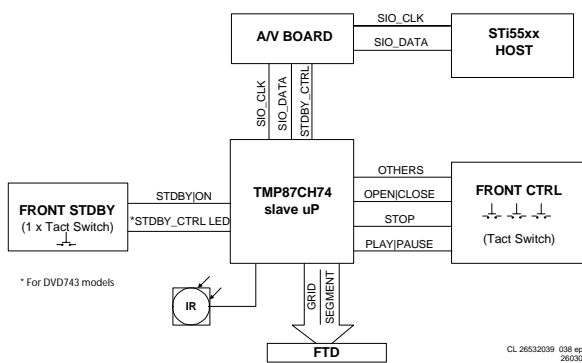 SIO_CLK
SIO_DATA
A/V BOARD
STi55xx
HOST
SIO_CLK
SIO_DATA
STDBY_CTRL
TMP87CH74
slave uP
FRONT STDBY
(1 x Tact Switch)
STDBY|ON
*STDBY_CTRL LED
OTHERS
OPEN|CLOSE
STOP
PLAY|PAUSE
FRONT CTRL
(Tact Switch)
* For DVD743 models
IR
GRID
SEGMENT
FTD
CL 26532039_038 ep
26030